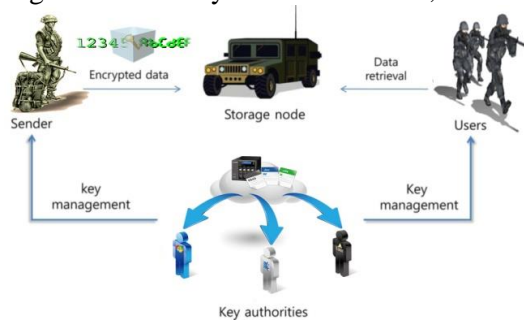 Encrypted data
Data
retrieval
Sender
Storage node
Users
key
management
Key
management
Key authorities